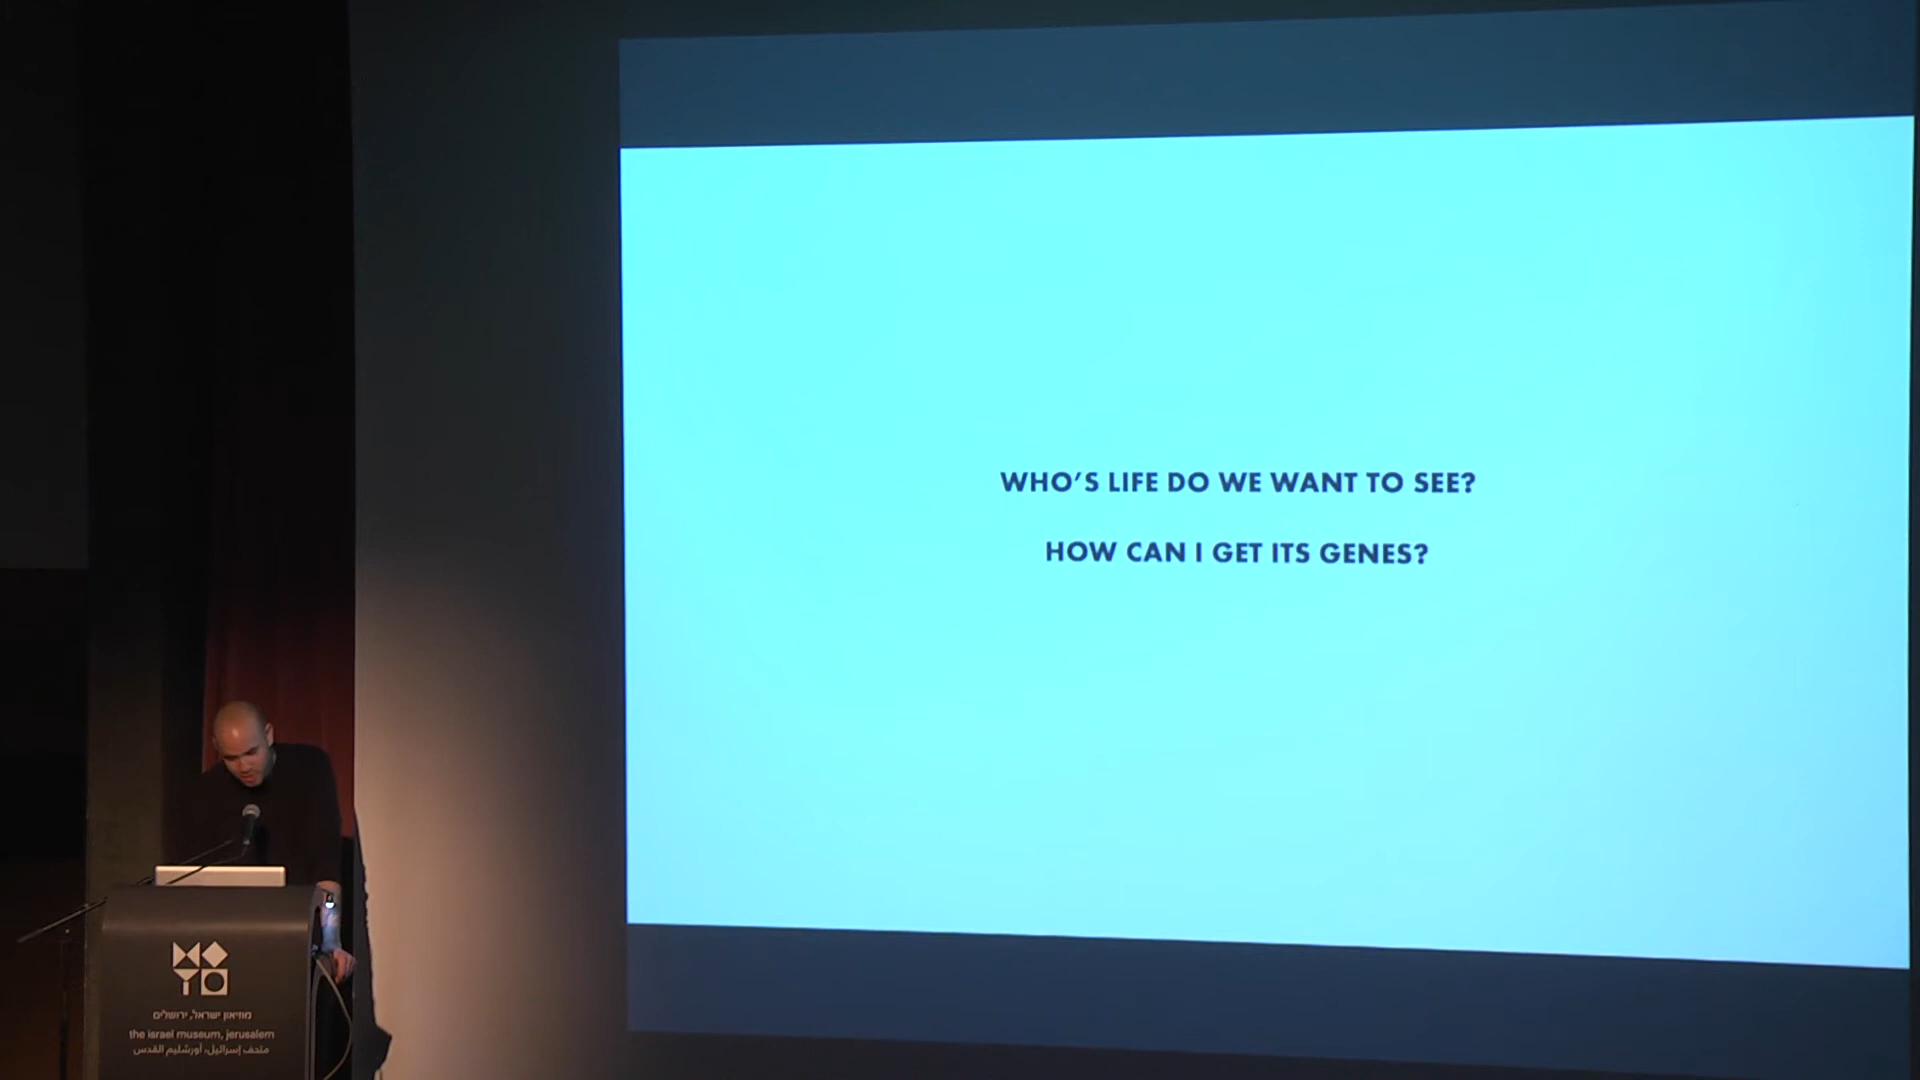 WHO'S LIFE DO WE WANT TO SEE?
HOW CAN I GET ITS GENES?
מוזיאון ישראל, ירושלים
the israel museum, jerusalem
متحف إسرائيل، أورشليم القدس